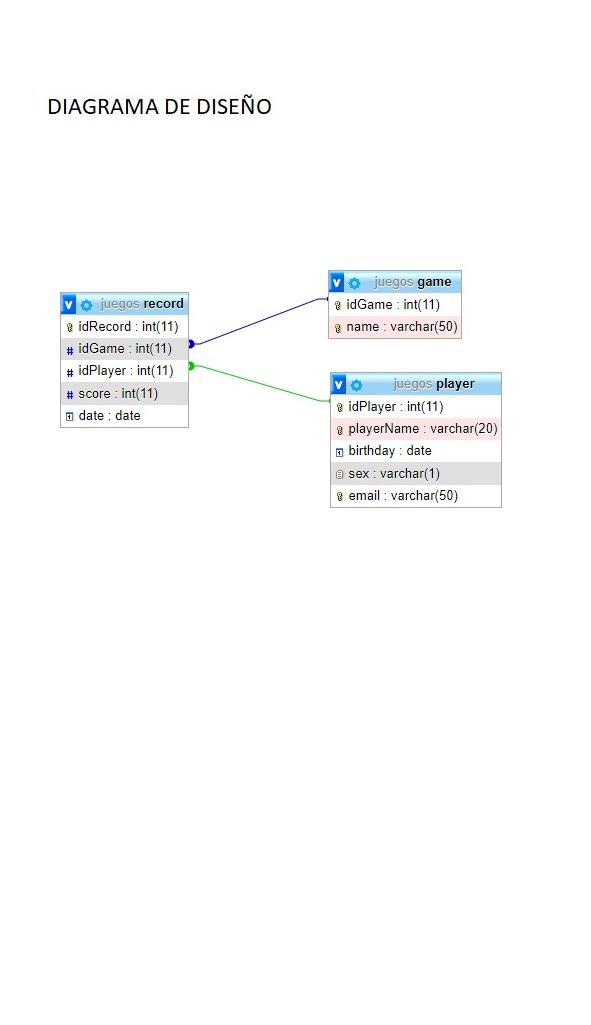 DIAGRAMA DE DISEÑO
v juegos record
idRecord : int(11)
# idGame : int(11)
# idPlayer : int(11)
# score : int(11)
date : date
v juegos game
idGame : int(11)
name : varchar(50)
v juegos player
idPlayer : int(11)
playerName : varchar(20)
birthday : date
sex : varchar(1)
email : varchar(50)